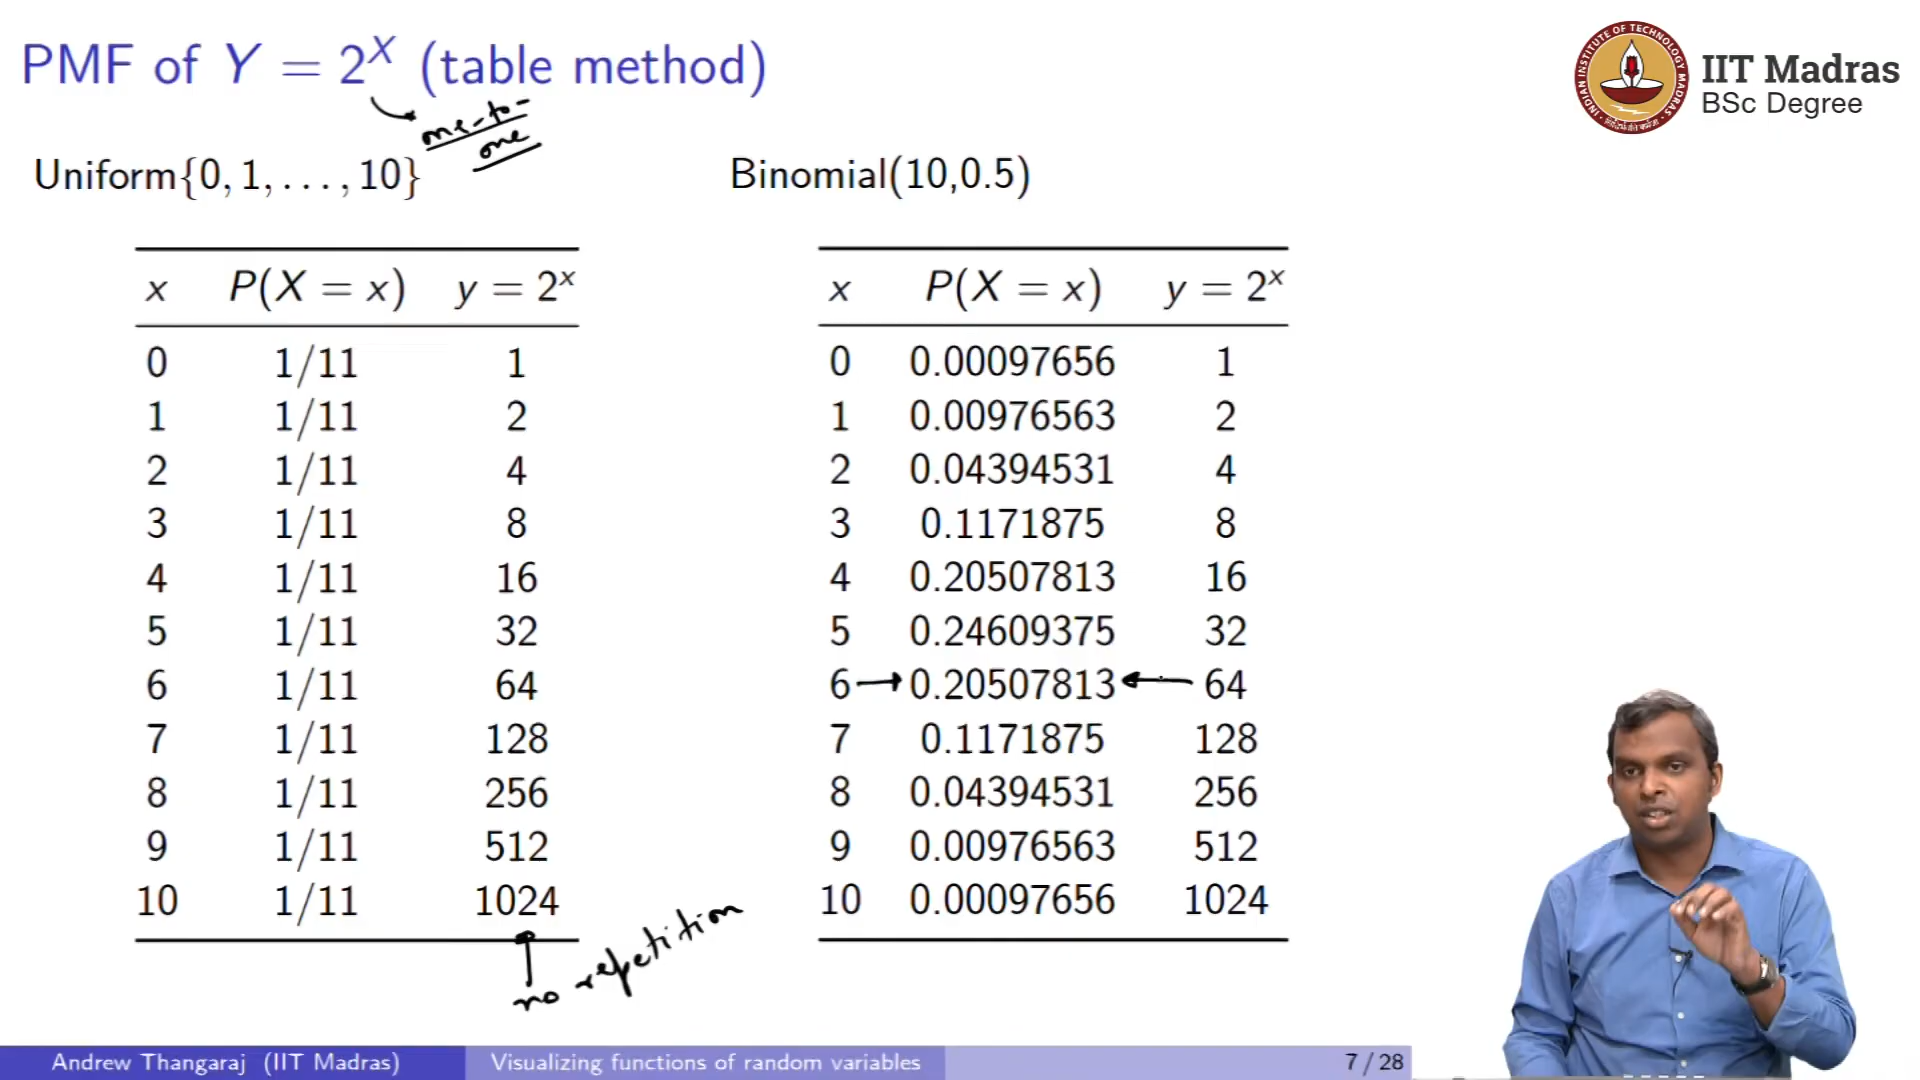 PMF of Y = 2^X (table method)
one-to-
one
IIT Madras
BSc Degree
INDIAN INSTITUTE OF TECHNOLOGY MADRAS
Uniform{0, 1, . . . , 10}
x P(X = x) y = 2^x
0 1/11 1
1 1/11 2
2 1/11 4
3 1/11 8
4 1/11 16
5 1/11 32
6 1/11 64
7 1/11 128
8 1/11 256
9 1/11 512
10 1/11 1024
no repetition
Binomial(10,0.5)
x P(X = x) y = 2^x
0 0.00097656 1
1 0.00976563 2
2 0.04394531 4
3 0.1171875 8
4 0.20507813 16
5 0.24609375 32
6 0.20507813 64
7 0.1171875 128
8 0.04394531 256
9 0.00976563 512
10 0.00097656 1024
Andrew Thangaraj (IIT Madras) Visualizing functions of random variables 7 / 28